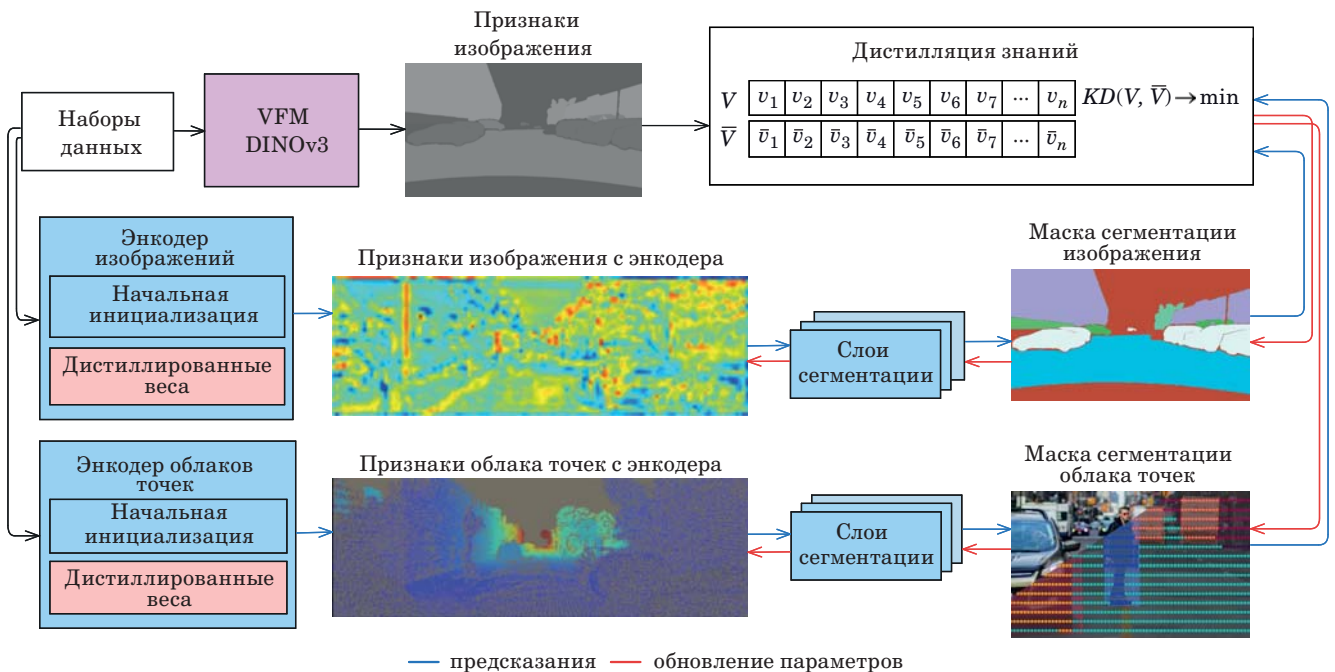 Признаки
изображения
Дистилляция знаний
Наборы
данных
VFM
DINOv3
V v₁ v₂ v₃ v₄ v₅ v₆ v₇ ... vₙ KD(V, V̅) → min
V̅ v̅₁ v̅₂ v̅₃ v̅₄ v̅₅ v̅₆ v̅₇ ... v̅ₙ
Энкодер
изображений
Начальная
инициализация
Дистиллированные
веса
Признаки изображения с энкодера
Слои
сегментации
Маска сегментации
изображения
Энкодер облаков
точек
Начальная
инициализация
Дистиллированные
веса
Признаки облака точек с энкодера
Слои
сегментации
Маска сегментации
облака точек
предсказания
обновление параметров